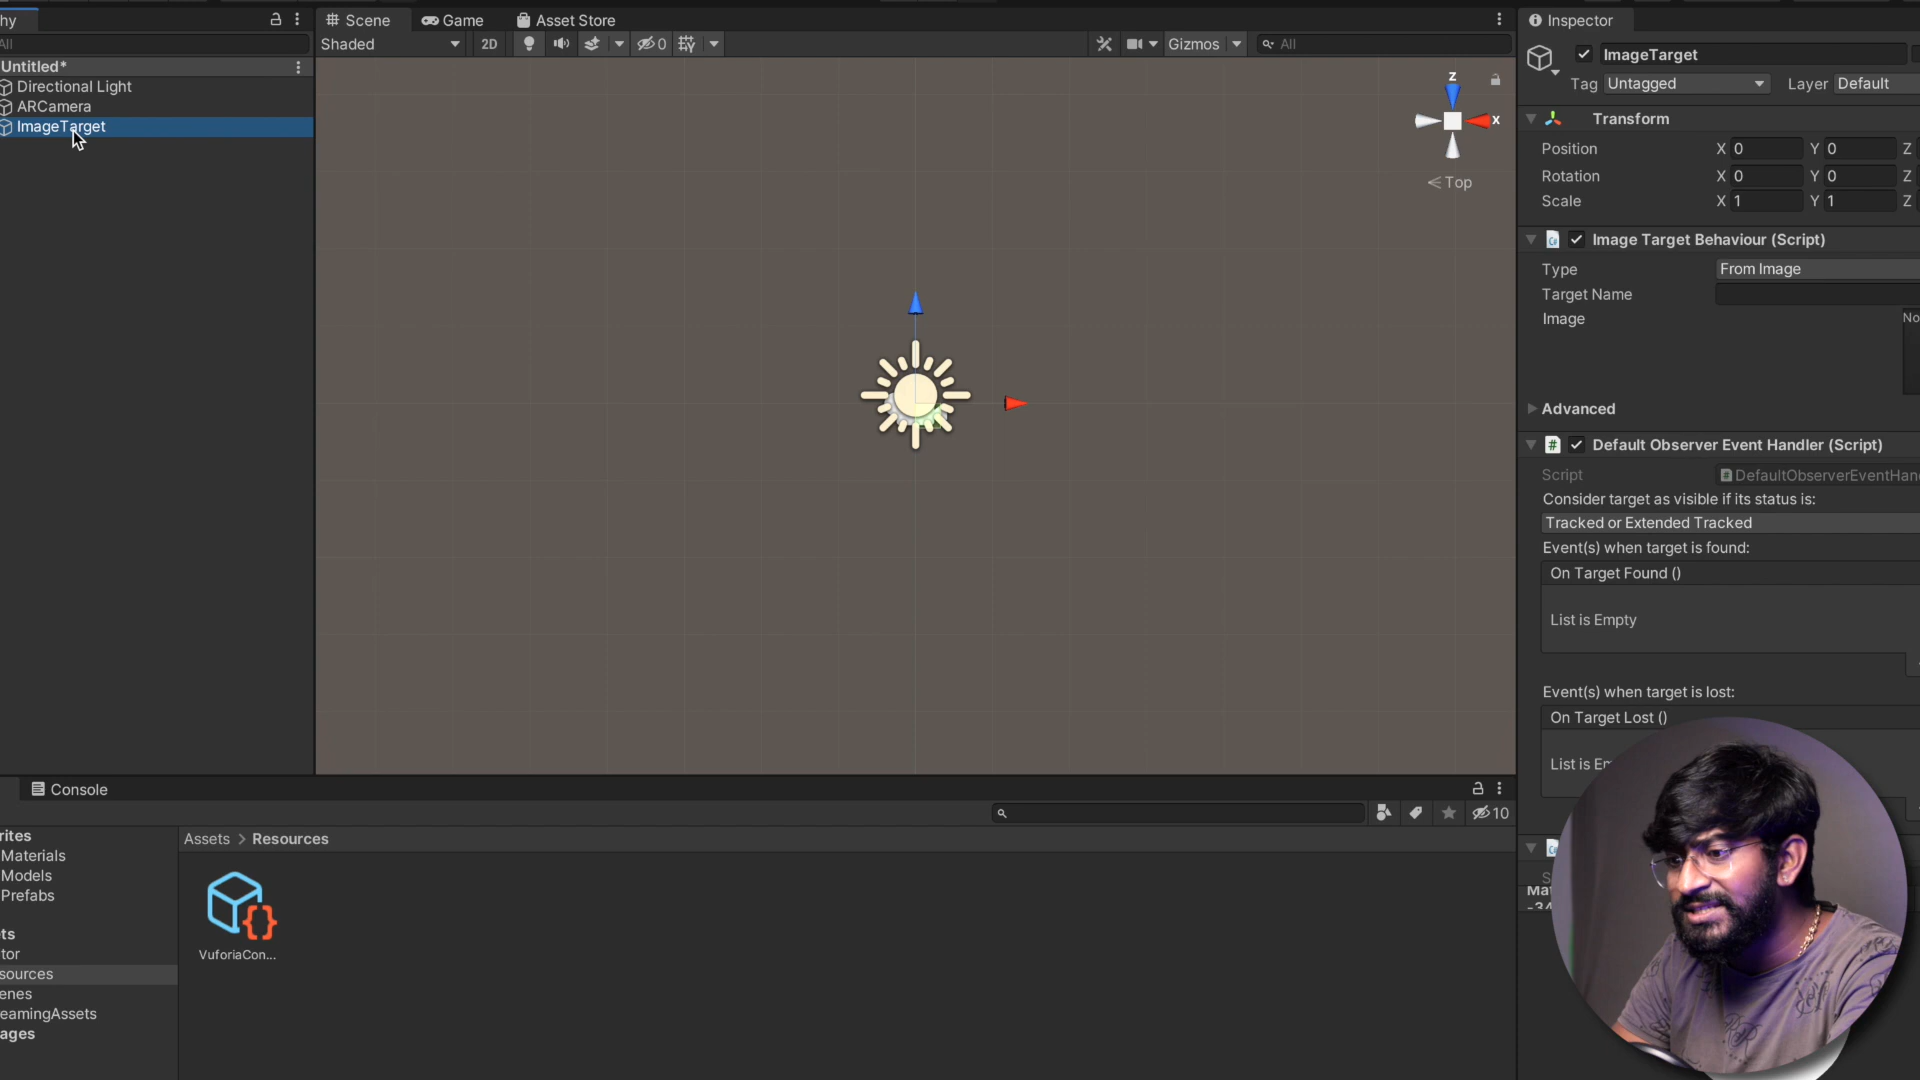 hy
Scene
Game
Asset Store
Inspector
All
Shaded
2D
0
Gizmos
All
ImageTarget
Tag Untagged
Layer Default
Untitled*
Directional Light
ARCamera
ImageTarget
z
x
<Top
Transform
Position X 0 Y 0 Z
Rotation X 0 Y 0 Z
Scale X 1 Y 1 Z
Image Target Behaviour (Script)
Type From Image
Target Name
Image
No
Advanced
# Default Observer Event Handler (Script)
Script
# DefaultObserverEventHan
Consider target as visible if its status is:
Tracked or Extended Tracked
Event(s) when target is found:
On Target Found ()
List is Empty
Event(s) when target is lost:
On Target Lost ()
List is Em
S
Mat
-34
Console
10
rites
Materials
Models
Prefabs
ts
tor
sources
enes
eamingAssets
ages
Assets > Resources
{}
VuforiaCon...